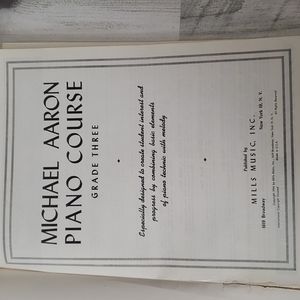 MICHAEL AARON
PIANO COURSE
GRADE THREE
Especially designed to create student interest and
progress by combining basic elements
of piano technic with melody
Published by
MILLS MUSIC, INC.
1619 Broadway New York 19, N. Y.